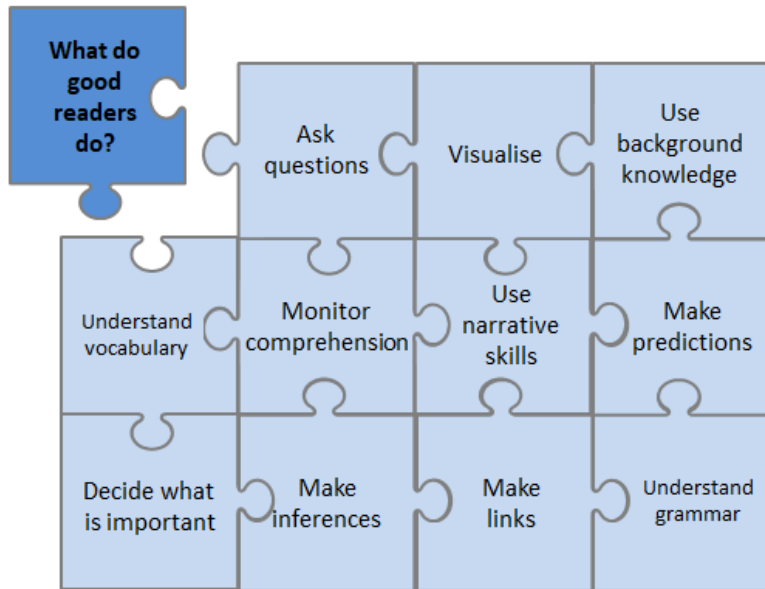 What do
good
readers
do?
Ask
questions
Visualise
Use
background
knowledge
Understand
vocabulary
Monitor
comprehension
Use
narrative
skills
Make
predictions
Decide what
is important
Make
inferences
Make
links
Understand
grammar